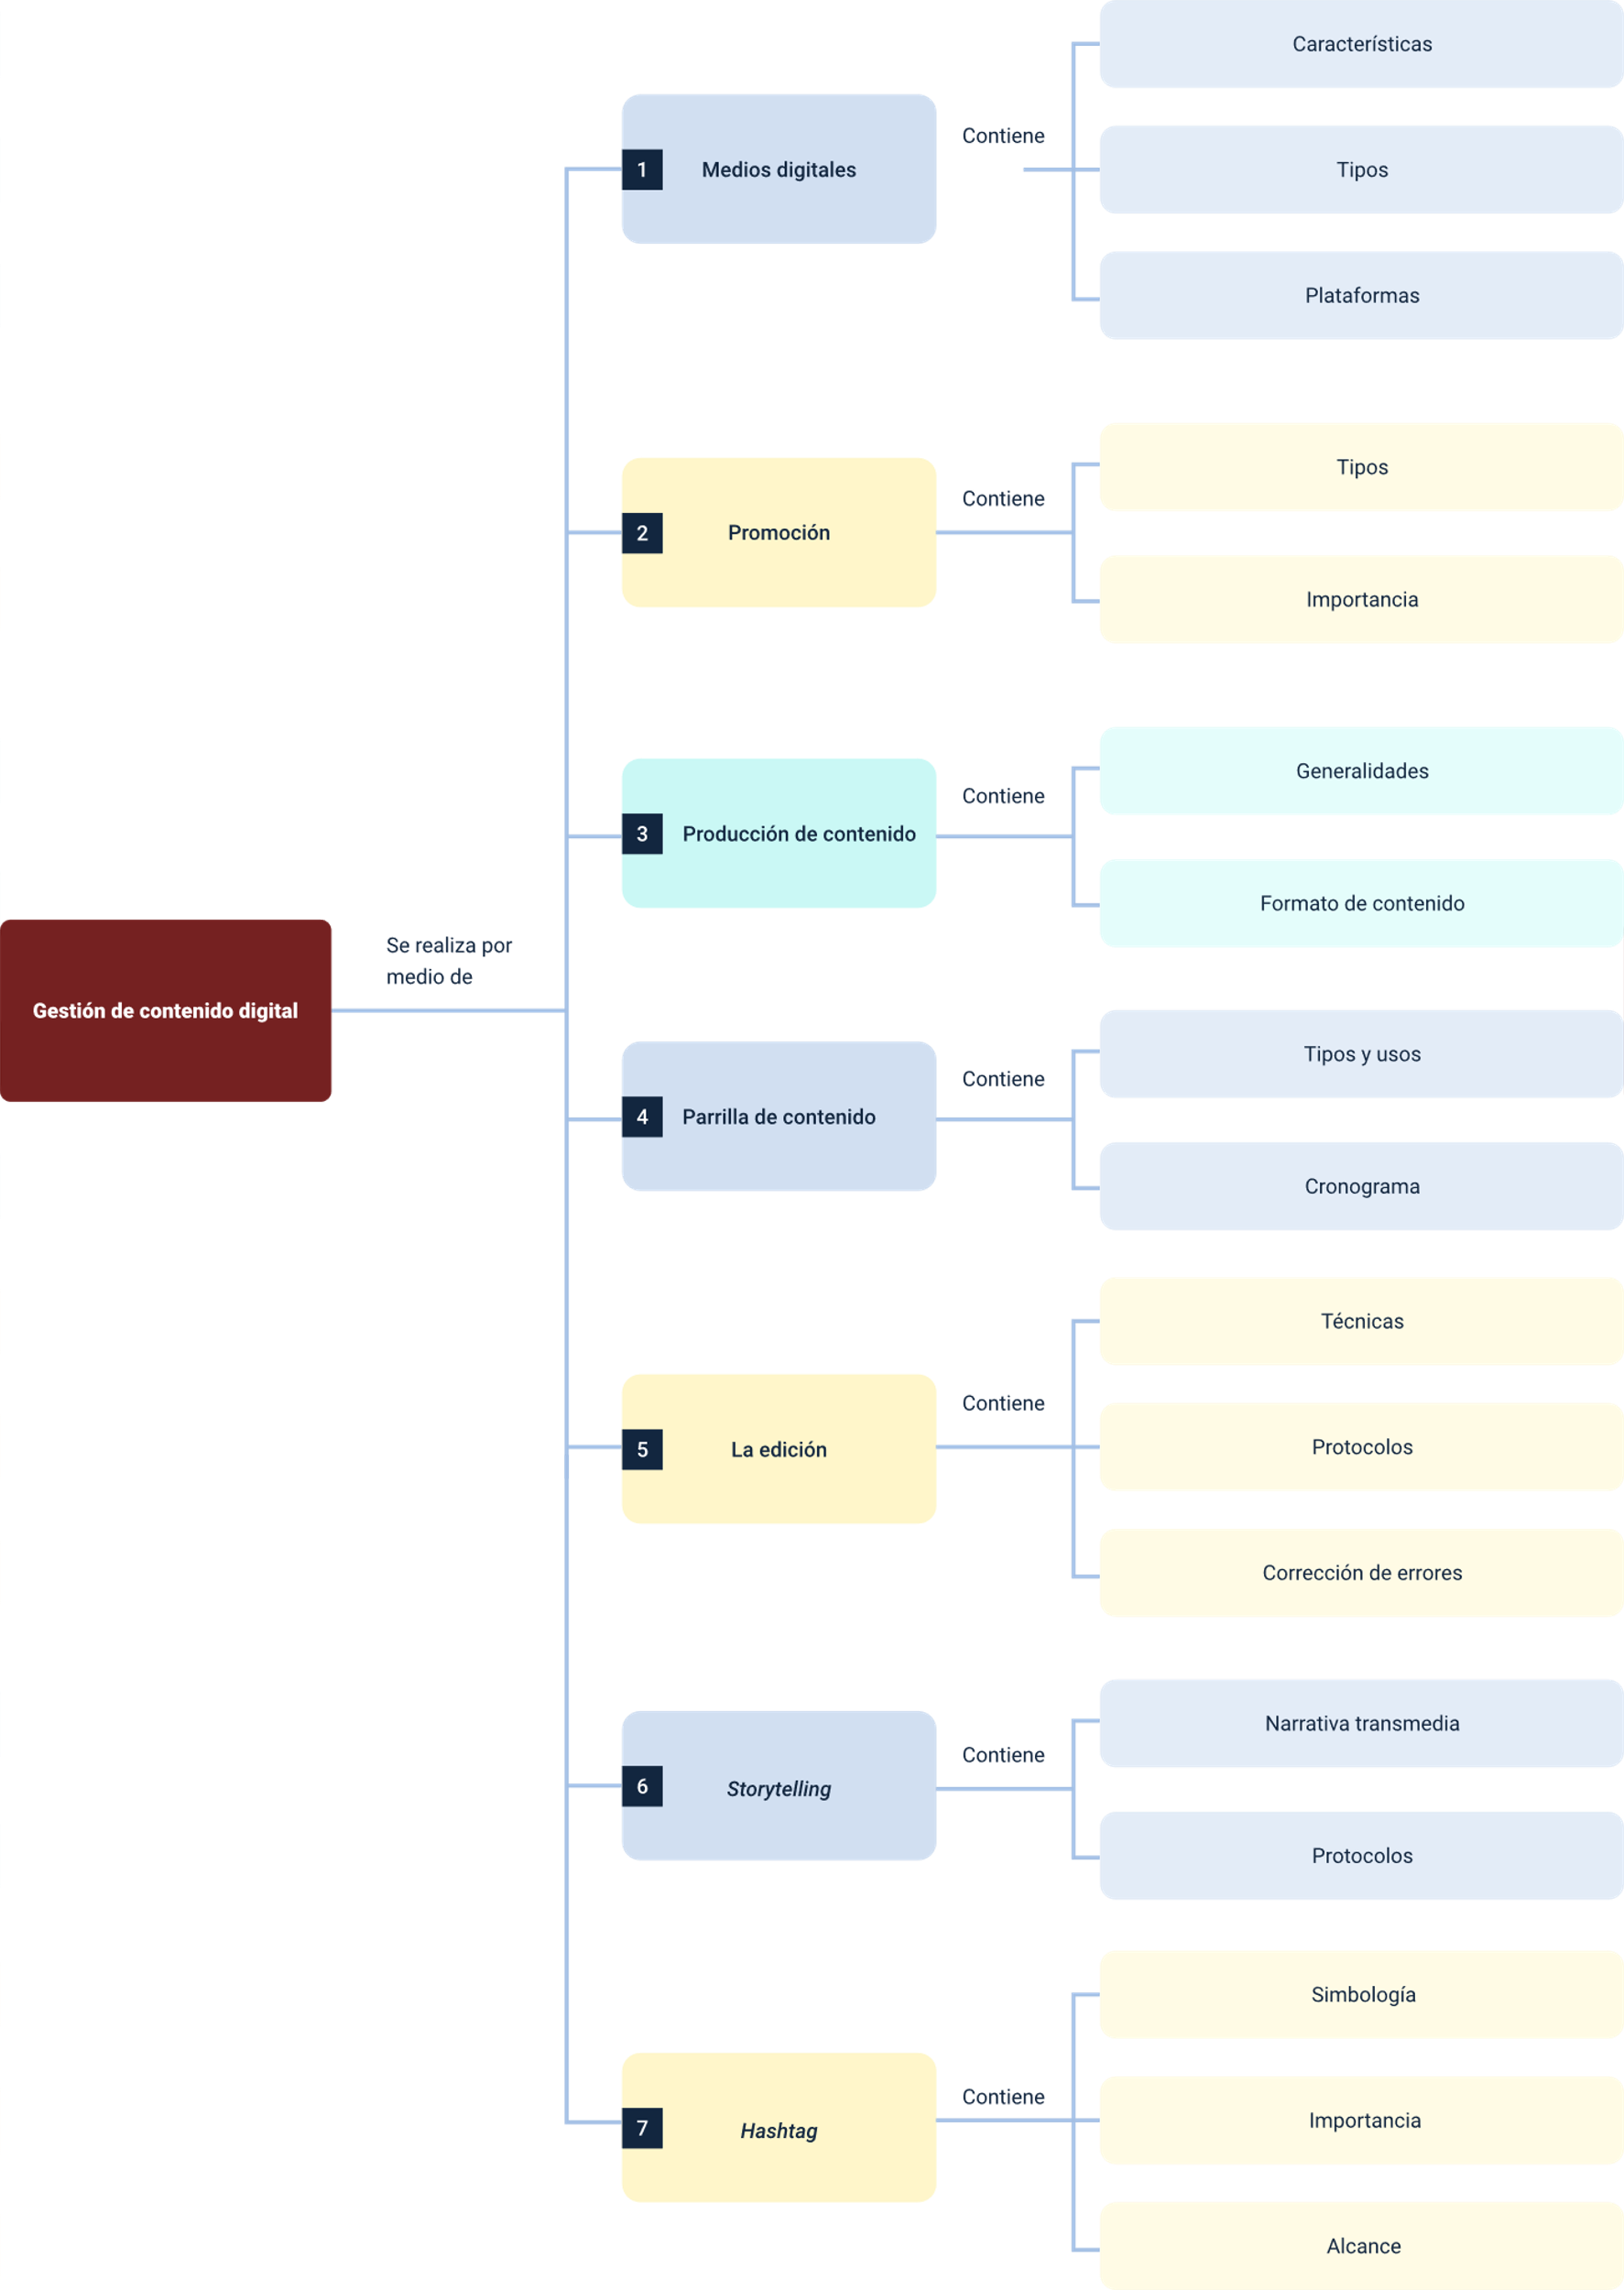 Gestión de contenido digital
Se realiza por
medio de
1
Medios digitales
Contiene
Características
Tipos
Plataformas
2
Promoción
Contiene
Tipos
Importancia
3
Producción de contenido
Contiene
Generalidades
Formato de contenido
4
Parrilla de contenido
Contiene
Tipos y usos
Cronograma
5
La edición
Contiene
Técnicas
Protocolos
Corrección de errores
6
Storytelling
Contiene
Narrativa transmedia
Protocolos
7
Hashtag
Contiene
Simbología
Importancia
Alcance